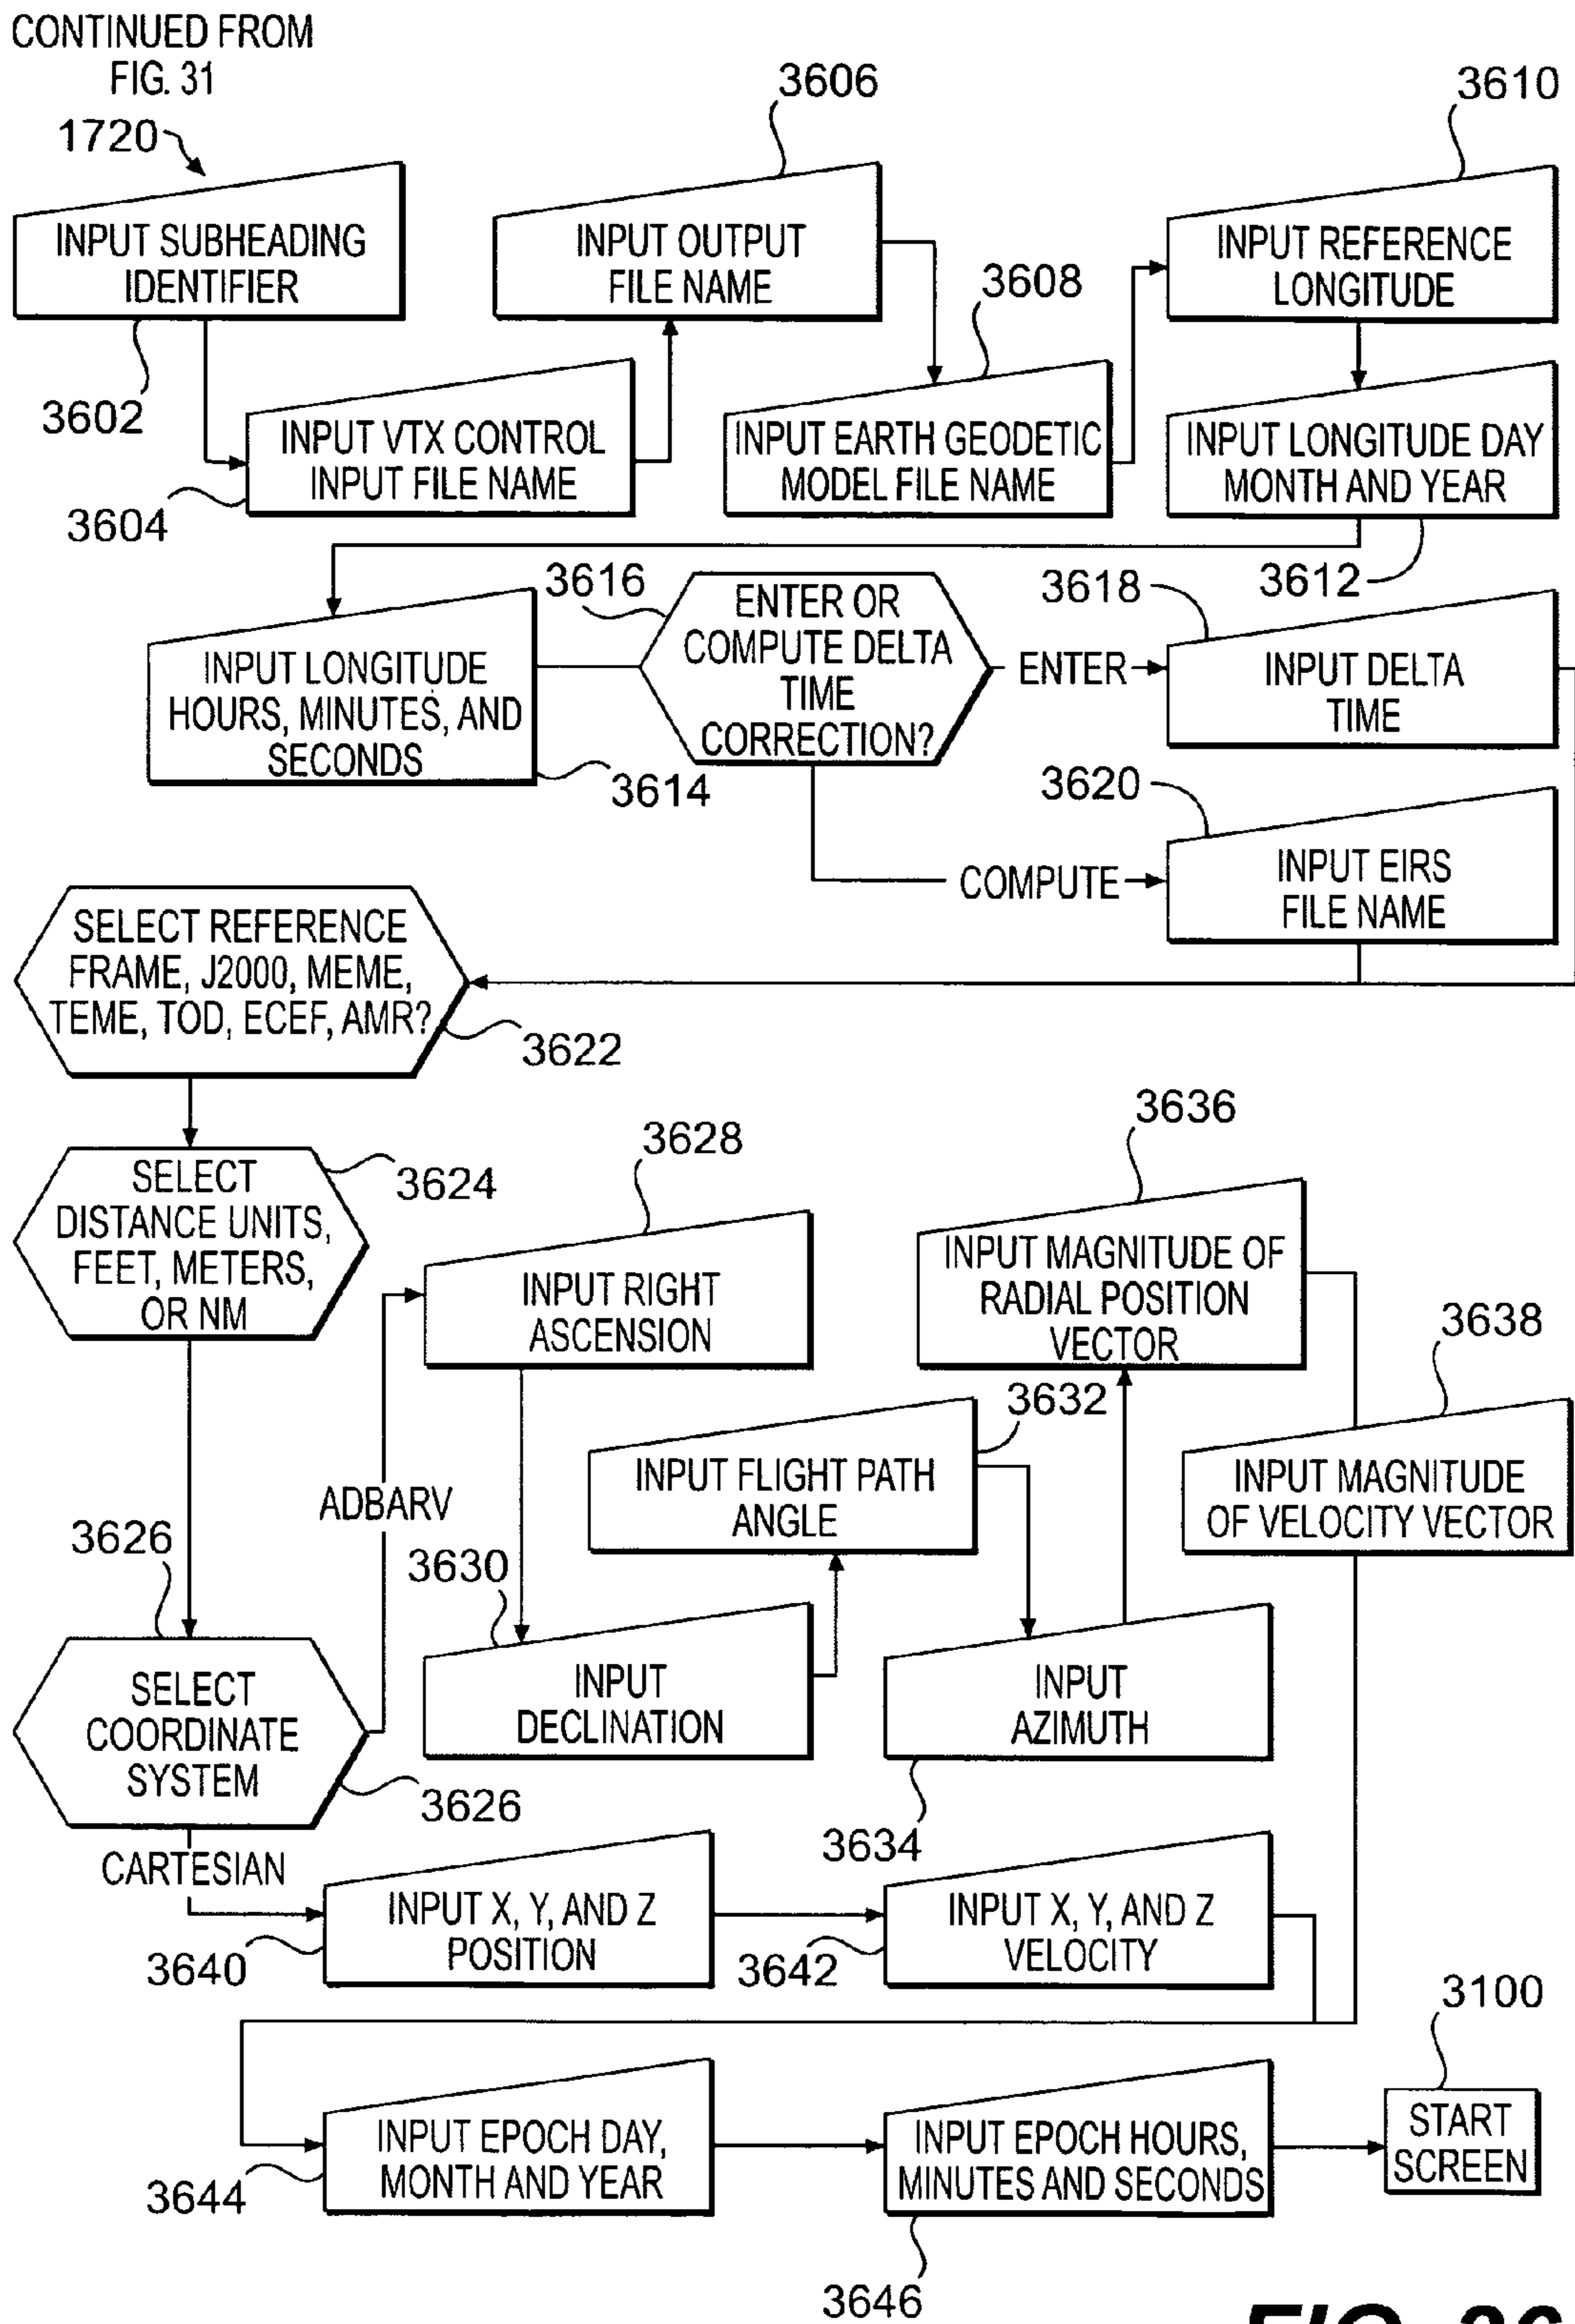 CONTINUED FROM
FIG. 31
1720
3606
3610
INPUT SUBHEADING
IDENTIFIER
INPUT OUTPUT
FILE NAME
3608
INPUT REFERENCE
LONGITUDE
3602
INPUT VTX CONTROL
INPUT FILE NAME
INPUT EARTH GEODETIC
MODEL FILE NAME
INPUT LONGITUDE DAY
MONTH AND YEAR
3604
3616
3618
3612
INPUT LONGITUDE
HOURS, MINUTES, AND
SECONDS
ENTER OR
COMPUTE DELTA
TIME
CORRECTION?
ENTER
INPUT DELTA
TIME
3614
3620
COMPUTE
INPUT EIRS
FILE NAME
SELECT REFERENCE
FRAME, J2000, MEME,
TEME, TOD, ECEF, AMR?
3622
3636
3628
3624
SELECT
DISTANCE UNITS,
FEET, METERS,
OR NM
INPUT RIGHT
ASCENSION
INPUT MAGNITUDE OF
RADIAL POSITION
VECTOR
3638
3632
INPUT FLIGHT PATH
ANGLE
INPUT MAGNITUDE
OF VELOCITY VECTOR
ADBARV
3626
3630
SELECT
COORDINATE
SYSTEM
INPUT
DECLINATION
INPUT
AZIMUTH
3626
3634
CARTESIAN
INPUT X, Y, AND Z
POSITION
INPUT X, Y, AND Z
VELOCITY
3640
3642
3100
INPUT EPOCH DAY,
MONTH AND YEAR
INPUT EPOCH HOURS,
MINUTES AND SECONDS
START
SCREEN
3644
3646